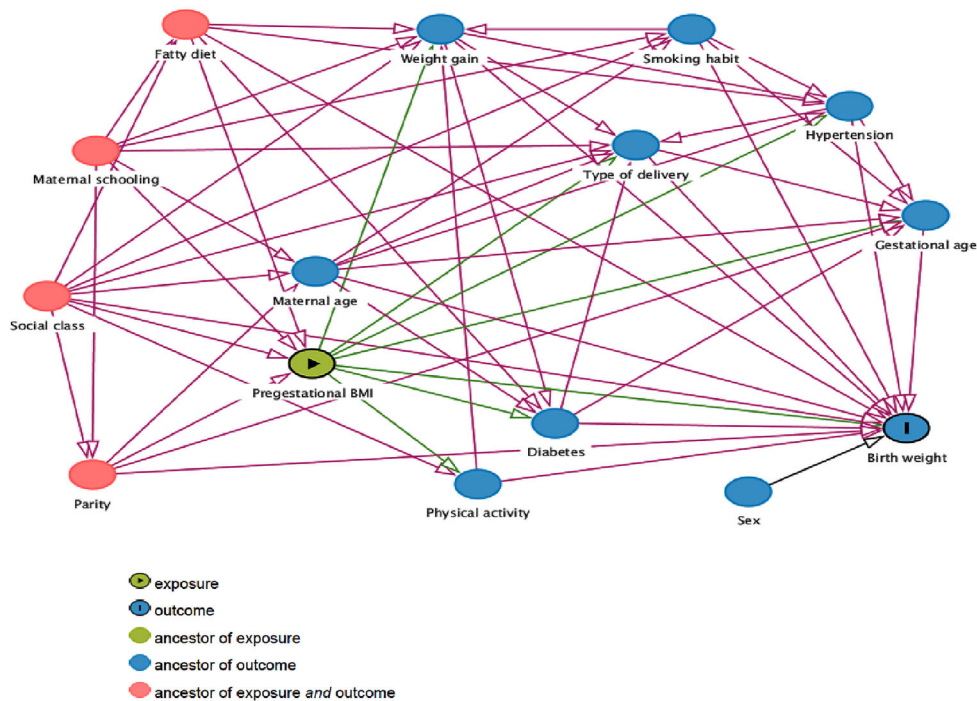 Fatty diet
Weight gain
Smoking habit
Hypertension
Maternal schooling
Type of delivery
Gestational age
Maternal age
Social class
Pregestational BMI
Diabetes
Birth weight
Parity
Physical activity
Sex
exposure
outcome
ancestor of exposure
ancestor of outcome
ancestor of exposure and outcome